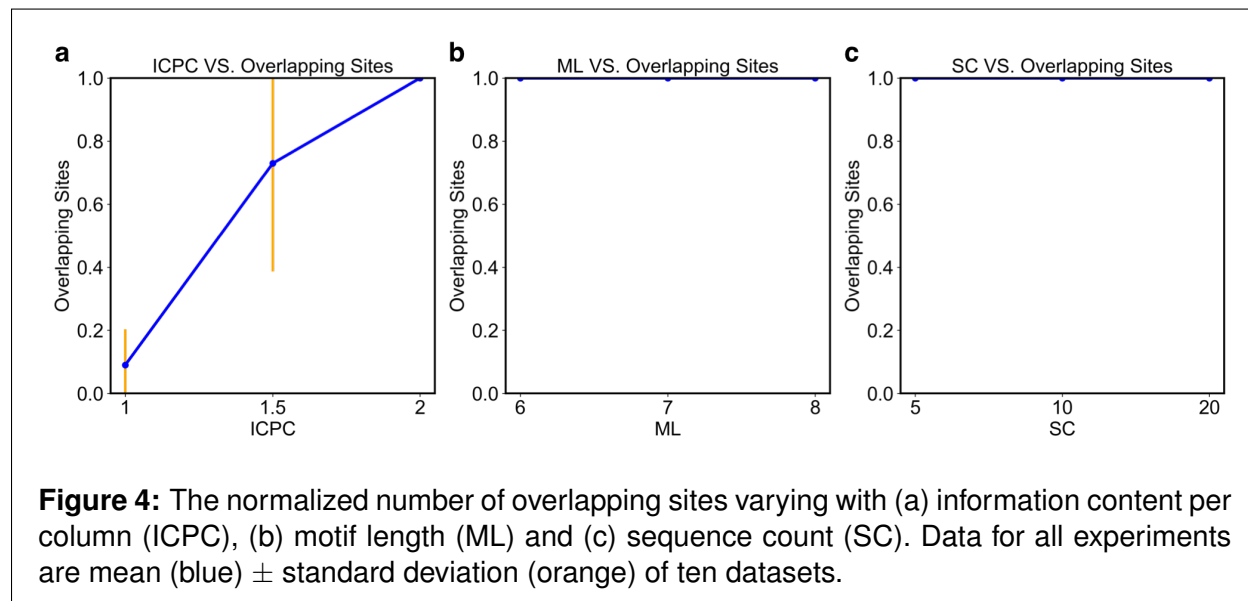 a
ICPC VS. Overlapping Sites
1.0
0.8
0.6
0.4
0.2
0.0
Overlapping Sites
1
1.5
2
ICPC
b
ML VS. Overlapping Sites
1.0
0.8
0.6
0.4
0.2
0.0
Overlapping Sites
6
7
8
ML
c
SC VS. Overlapping Sites
1.0
0.8
0.6
0.4
0.2
0.0
Overlapping Sites
5
10
20
SC
Figure 4: The normalized number of overlapping sites varying with (a) information content per
column (ICPC), (b) motif length (ML) and (c) sequence count (SC). Data for all experiments
are mean (blue) ± standard deviation (orange) of ten datasets.